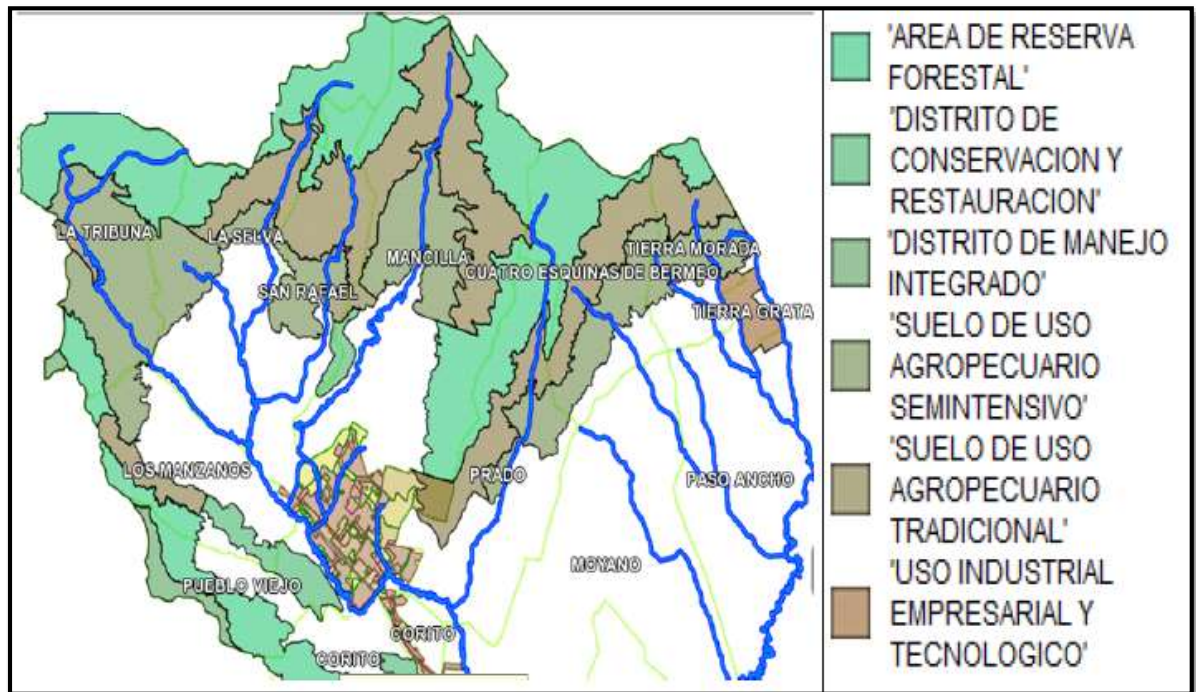 LA TRIBUNA
LA SELVA
SAN RAFAEL
MANCILLA
CUATRO ESQUINAS DE BERMEO
TIERRA MORADA
TIERRA GRATA
LOS MANZANOS
PRADO
PASO ANCHO
MOYANO
PUEBLO VIEJO
CORITO
CORITO
'AREA DE RESERVA
FORESTAL'
'DISTRITO DE
CONSERVACION Y
RESTAURACION'
'DISTRITO DE MANEJO
INTEGRADO'
'SUELO DE USO
AGROPECUARIO
SEMINTENSIVO'
'SUELO DE USO
AGROPECUARIO
TRADICIONAL'
'USO INDUSTRIAL
EMPRESARIAL Y
TECNOLOGICO'